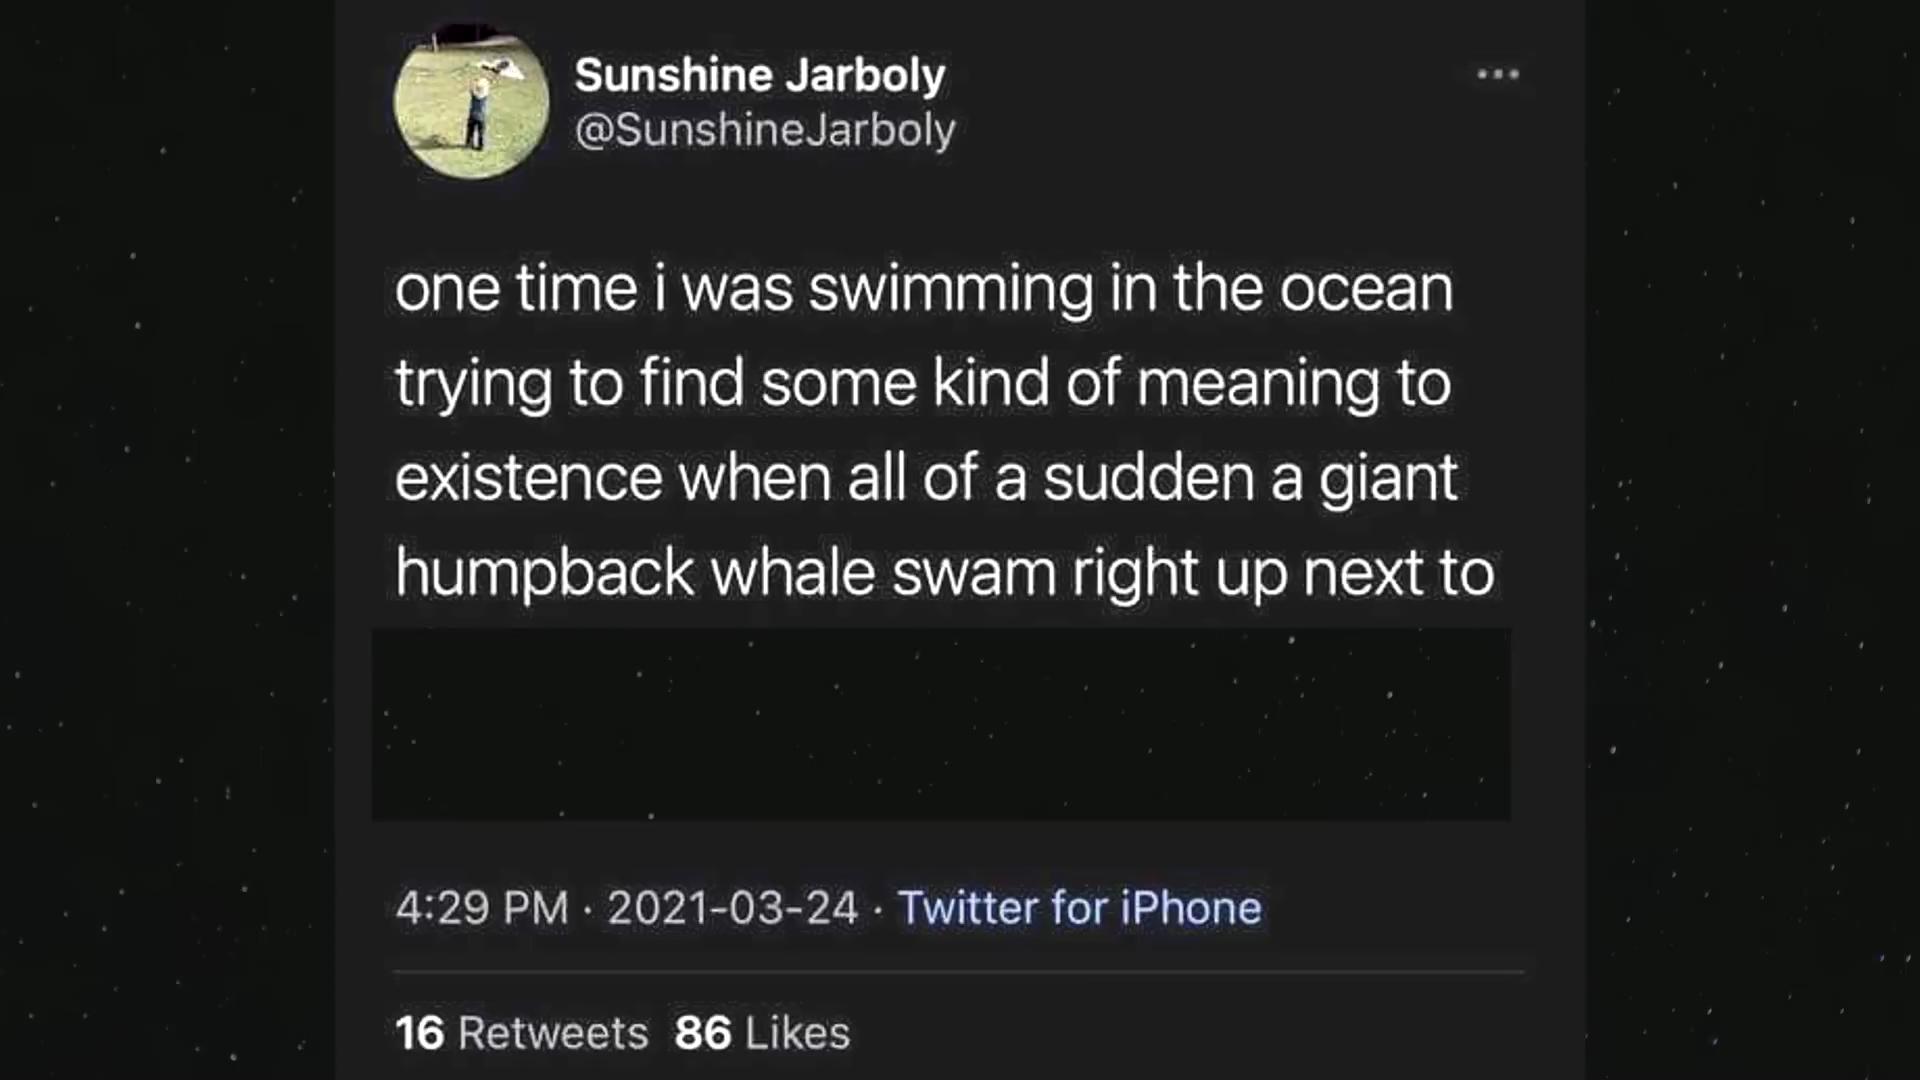 Sunshine Jarboly
@SunshineJarboly
one time i was swimming in the ocean
trying to find some kind of meaning to
existence when all of a sudden a giant
humpback whale swam right up next to
4:29 PM · 2021-03-24 · Twitter for iPhone
16 Retweets 86 Likes